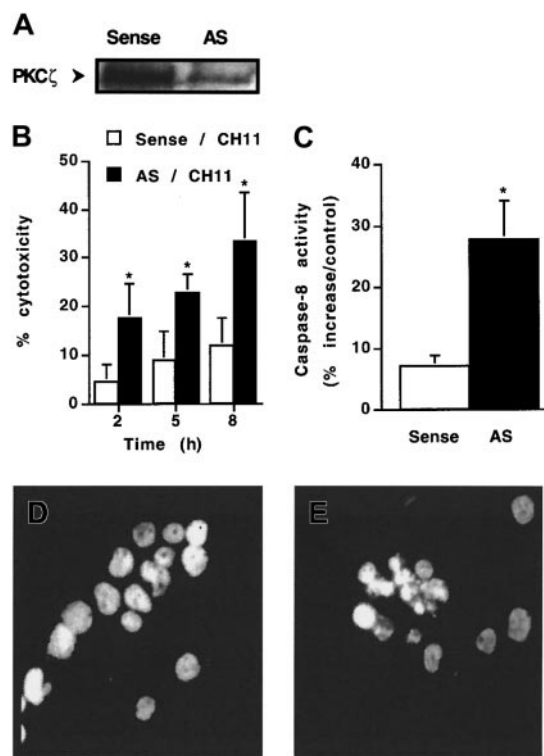 A
Sense AS
PKCζ ➤
B
Sense / CH11
AS / CH11
50
40
30
20
10
0
% cytotoxicity
* * *
2 5 8
Time (h)
C
40
30
20
10
0
Caspase-8 activity
(% increase/control)
*
Sense AS
D
E